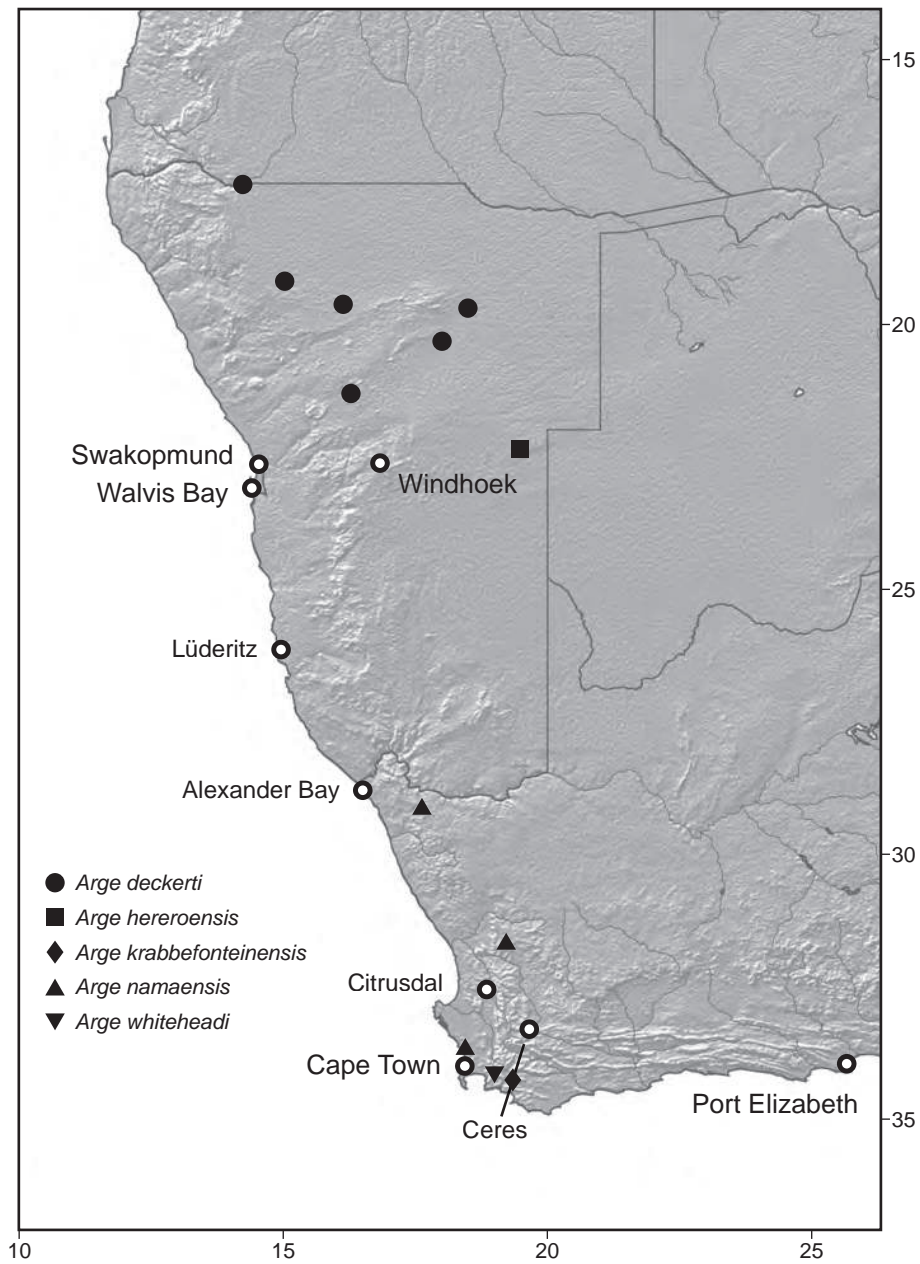 15
20
Swakopmund
Walvis Bay
Windhoek
25
Lüderitz
Alexander Bay
30
Arge deckerti
Arge hereroensis
Arge krabbefonteinensis
Arge namaensis
Arge whiteheadi
Citrusdal
Cape Town
Port Elizabeth
Ceres
35
10 15 20 25